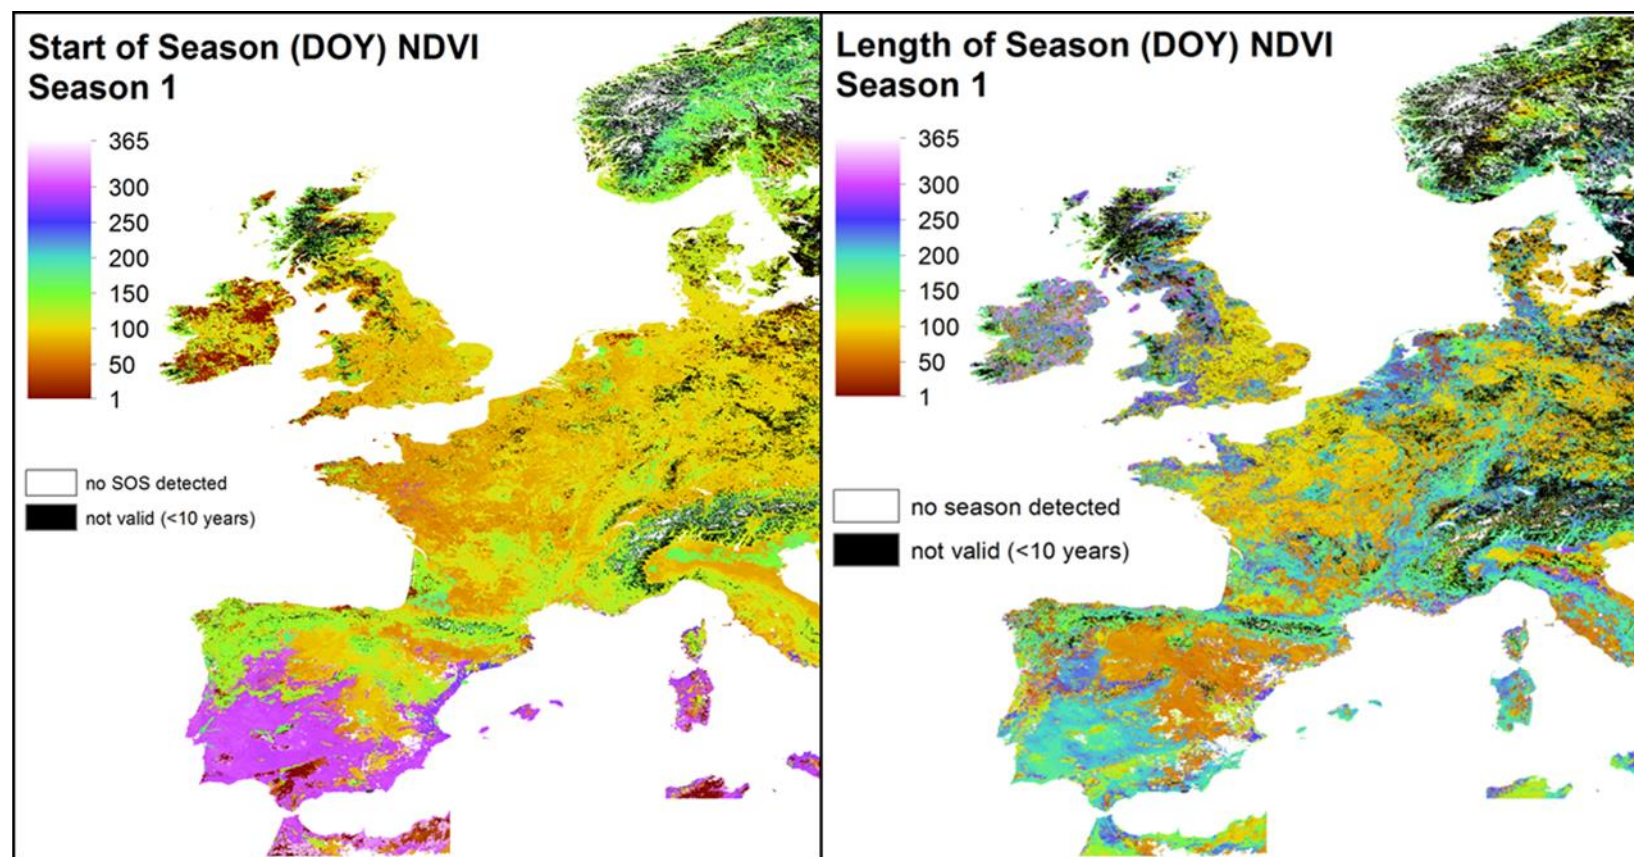 Start of Season (DOY) NDVI
Season 1
365
300
250
200
150
100
50
1
no SOS detected
not valid (<10 years)
Length of Season (DOY) NDVI
Season 1
365
300
250
200
150
100
50
1
no season detected
not valid (<10 years)